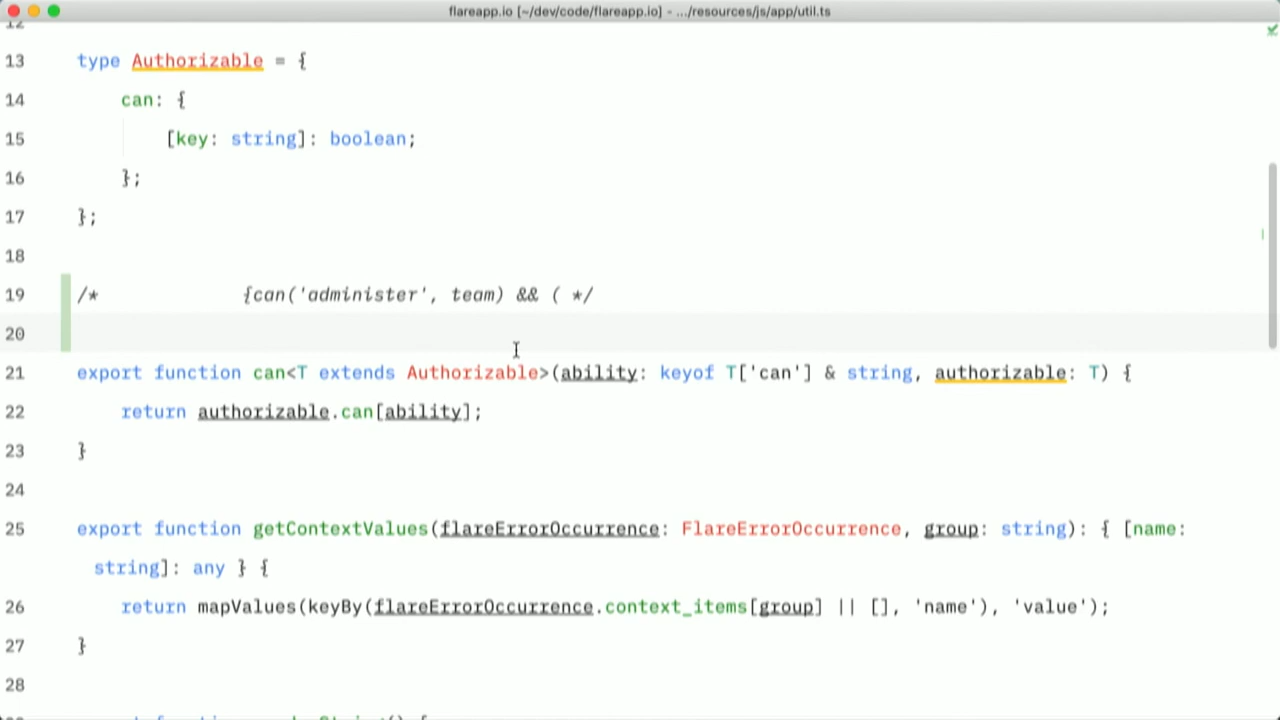 flareapp.io [~/dev/code/flareapp.io] - .../resources/js/app/util.ts
12
13 type Authorizable = {
14 can: {
15 [key: string]: boolean;
16 };
17 };
18
19 /* {can('administer', team) && ( */
20
21 export function can<T extends Authorizable>(ability: keyof T['can'] & string, authorizable: T) {
22 return authorizable.can[ability];
23 }
24
25 export function getContextValues(flareErrorOccurrence: FlareErrorOccurrence, group: string): { [name:
string]: any } {
26 return mapValues(keyBy(flareErrorOccurrence.context_items[group] || [], 'name'), 'value');
27 }
28